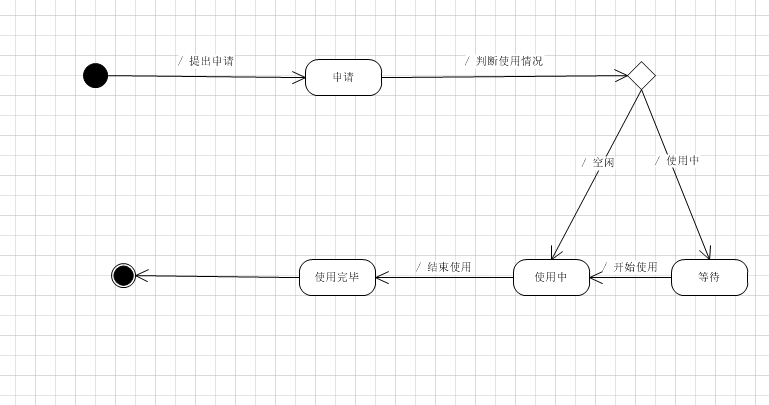 / 提出申请
申请
/ 判断使用情况
/ 空闲
/ 使用中
使用完毕
/ 结束使用
使用中
/ 开始使用
等待